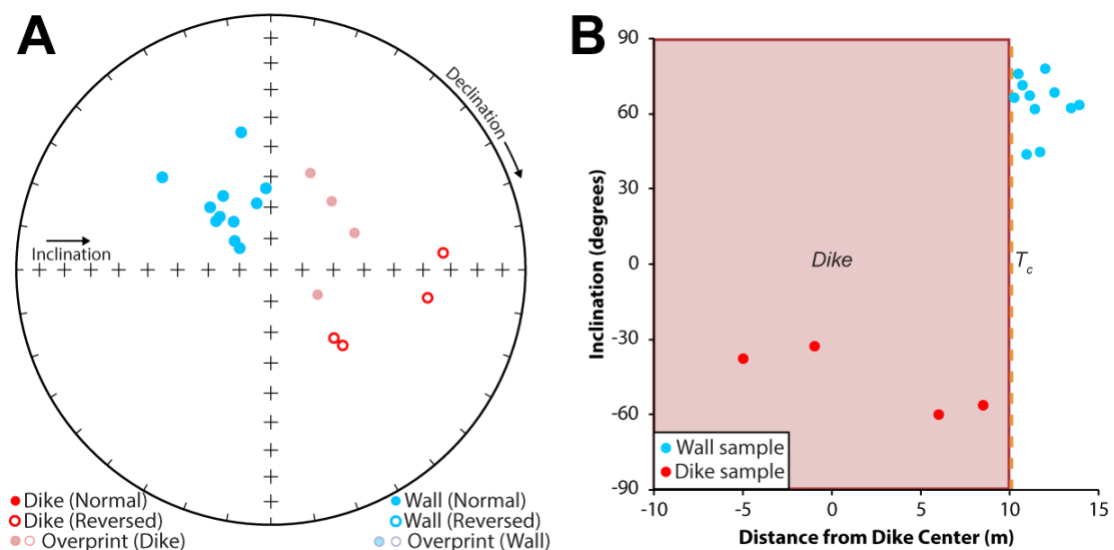 A
Declination
Inclination
Dike (Normal)
Dike (Reversed)
Overprint (Dike)
Wall (Normal)
Wall (Reversed)
Overprint (Wall)
B
Inclination (degrees)
90
60
30
0
-30
-60
-90
Dike
Tc
Wall sample
Dike sample
-10
-5
0
5
10
15
Distance from Dike Center (m)